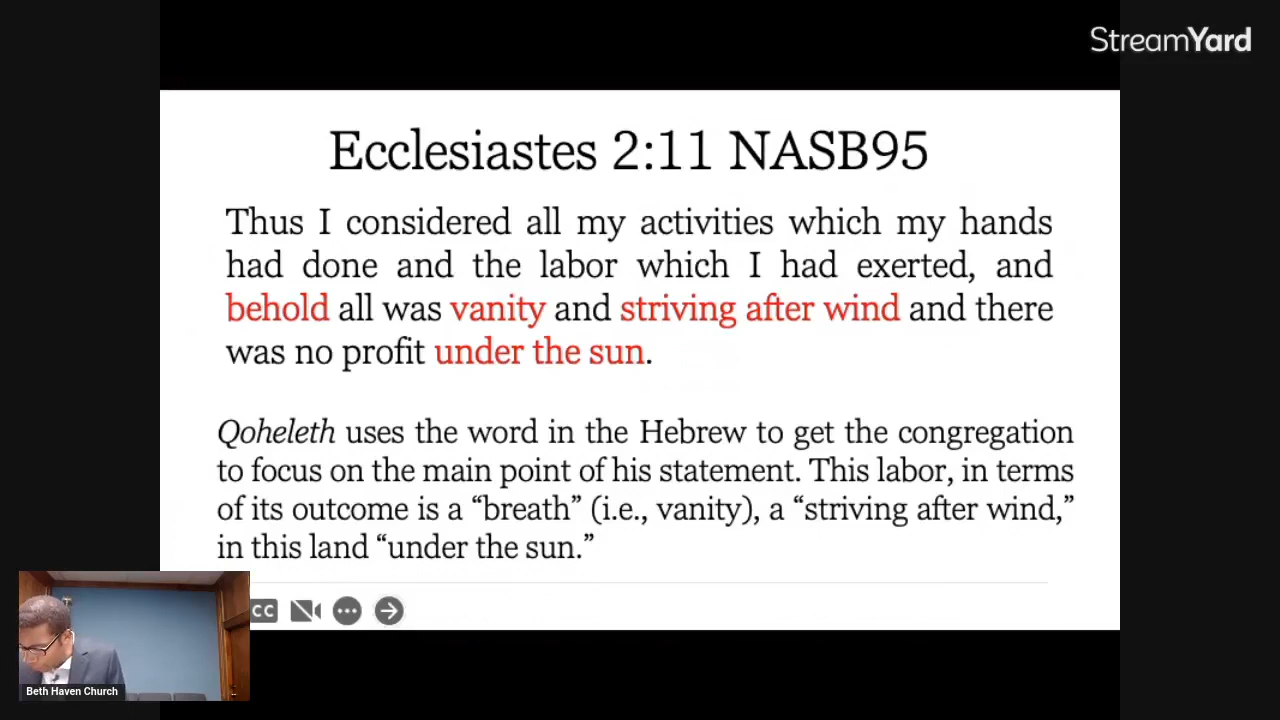 StreamYard
Ecclesiastes 2:11 NASB95
Thus I considered all my activities which my hands
had done and the labor which I had exerted, and
behold all was vanity and striving after wind and there
was no profit under the sun.
Qoheleth uses the word in the Hebrew to get the congregation
to focus on the main point of his statement. This labor, in terms
of its outcome is a “breath” (i.e., vanity), a “striving after wind,”
in this land “under the sun.”
CC
Beth Haven Church